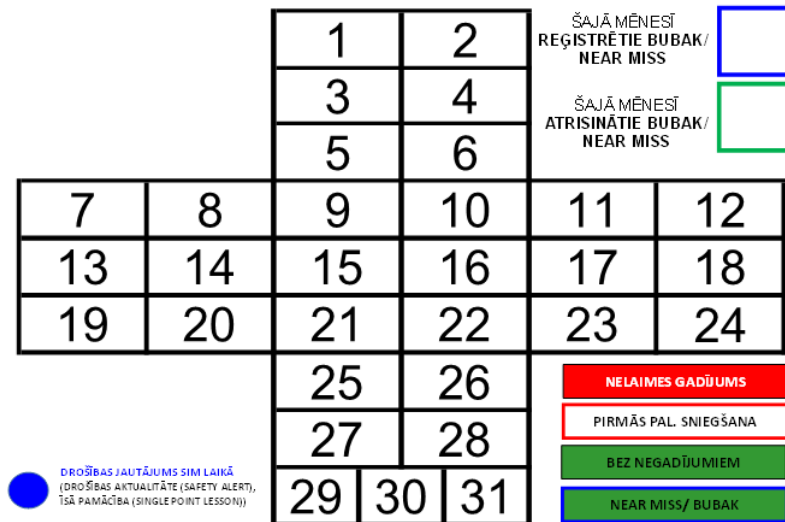 1 2
ŠAJĀ MĒNESĪ
REĢISTRĒTIE BUBAK/
NEAR MISS
3 4
ŠAJĀ MĒNESĪ
ATRISINĀTIE BUBAK/
NEAR MISS
5 6
7 8 9 10 11 12
13 14 15 16 17 18
19 20 21 22 23 24
25 26
27 28
29 30 31
NELAIMES GADĪJUMS
PIRMĀS PAL. SNIEGŠANA
BEZ NEGADĪJUMIEM
NEAR MISS/ BUBAK
DROŠĪBAS JAUTĀJUMS SIM LAIKĀ
(DROŠĪBAS AKTUALITĀTE (SAFETY ALERT),
ĪSĀ PAMĀCĪBA (SINGLE POINT LESSON))